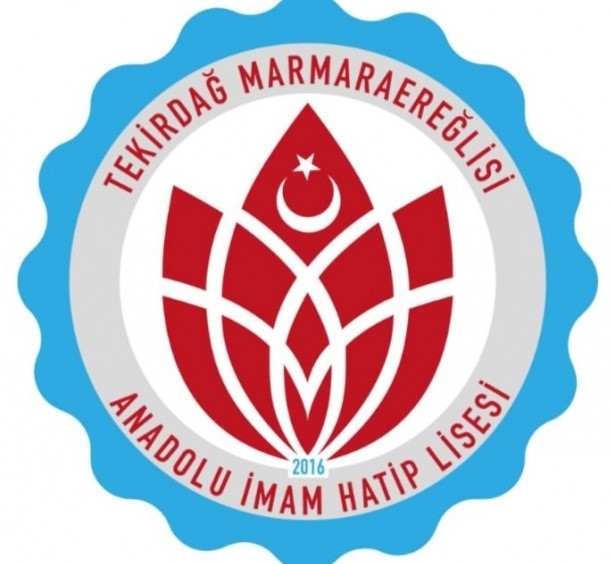 TEKİRDAĞ MARMARAEREĞLİSİ
ANADOLU İMAM HATİP LİSESİ
2016